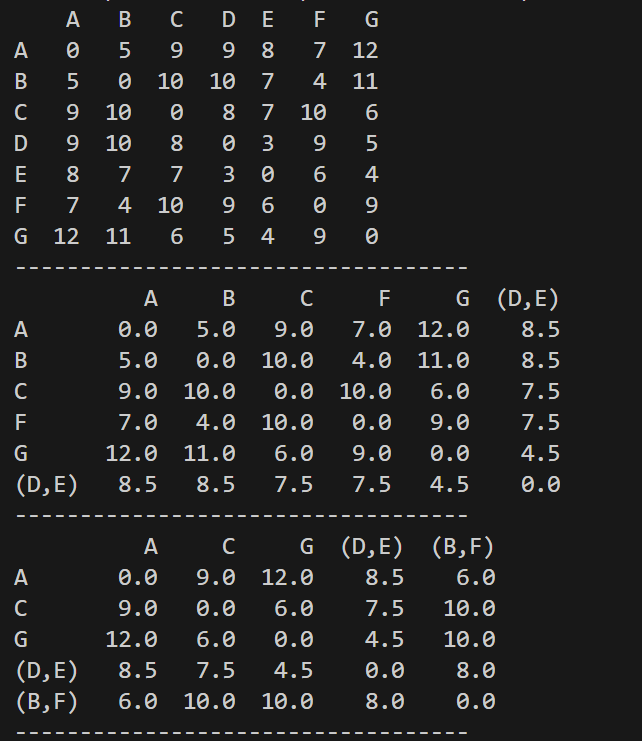 A B C D E F G
A 0 5 9 9 8 7 12
B 5 0 10 10 7 4 11
C 9 10 0 8 7 10 6
D 9 10 8 0 3 9 5
E 8 7 7 3 0 6 4
F 7 4 10 9 6 0 9
G 12 11 6 5 4 9 0
-----------------------------------
A B C F G (D,E)
A 0.0 5.0 9.0 7.0 12.0 8.5
B 5.0 0.0 10.0 4.0 11.0 8.5
C 9.0 10.0 0.0 10.0 6.0 7.5
F 7.0 4.0 10.0 0.0 9.0 7.5
G 12.0 11.0 6.0 9.0 0.0 4.5
(D,E) 8.5 8.5 7.5 7.5 4.5 0.0
-----------------------------------
A C G (D,E) (B,F)
A 0.0 9.0 12.0 8.5 6.0
C 9.0 0.0 6.0 7.5 10.0
G 12.0 6.0 0.0 4.5 10.0
(D,E) 8.5 7.5 4.5 0.0 8.0
(B,F) 6.0 10.0 10.0 8.0 0.0
-----------------------------------